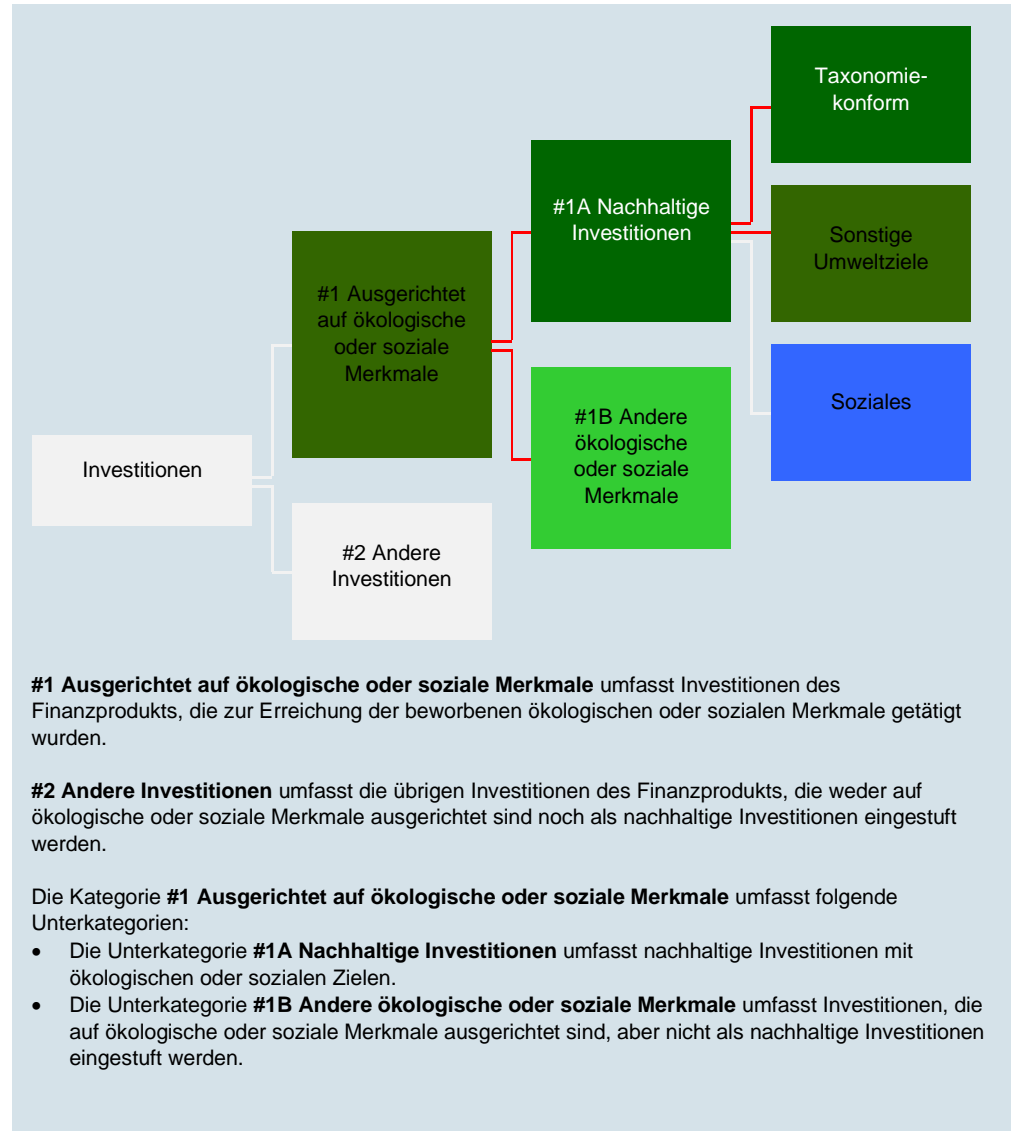 Taxonomie-
konform
#1A Nachhaltige
Investitionen
Sonstige
Umweltziele
#1 Ausgerichtet
auf ökologische
oder soziale
Merkmale
Soziales
#1B Andere
ökologische
oder soziale
Merkmale
Investitionen
#2 Andere
Investitionen
#1 Ausgerichtet auf ökologische oder soziale Merkmale umfasst Investitionen des
Finanzprodukts, die zur Erreichung der beworbenen ökologischen oder sozialen Merkmale getätigt
wurden.
#2 Andere Investitionen umfasst die übrigen Investitionen des Finanzprodukts, die weder auf
ökologische oder soziale Merkmale ausgerichtet sind noch als nachhaltige Investitionen eingestuft
werden.
Die Kategorie #1 Ausgerichtet auf ökologische oder soziale Merkmale umfasst folgende
Unterkategorien:
• Die Unterkategorie #1A Nachhaltige Investitionen umfasst nachhaltige Investitionen mit
ökologischen oder sozialen Zielen.
• Die Unterkategorie #1B Andere ökologische oder soziale Merkmale umfasst Investitionen, die
auf ökologische oder soziale Merkmale ausgerichtet sind, aber nicht als nachhaltige Investitionen
eingestuft werden.